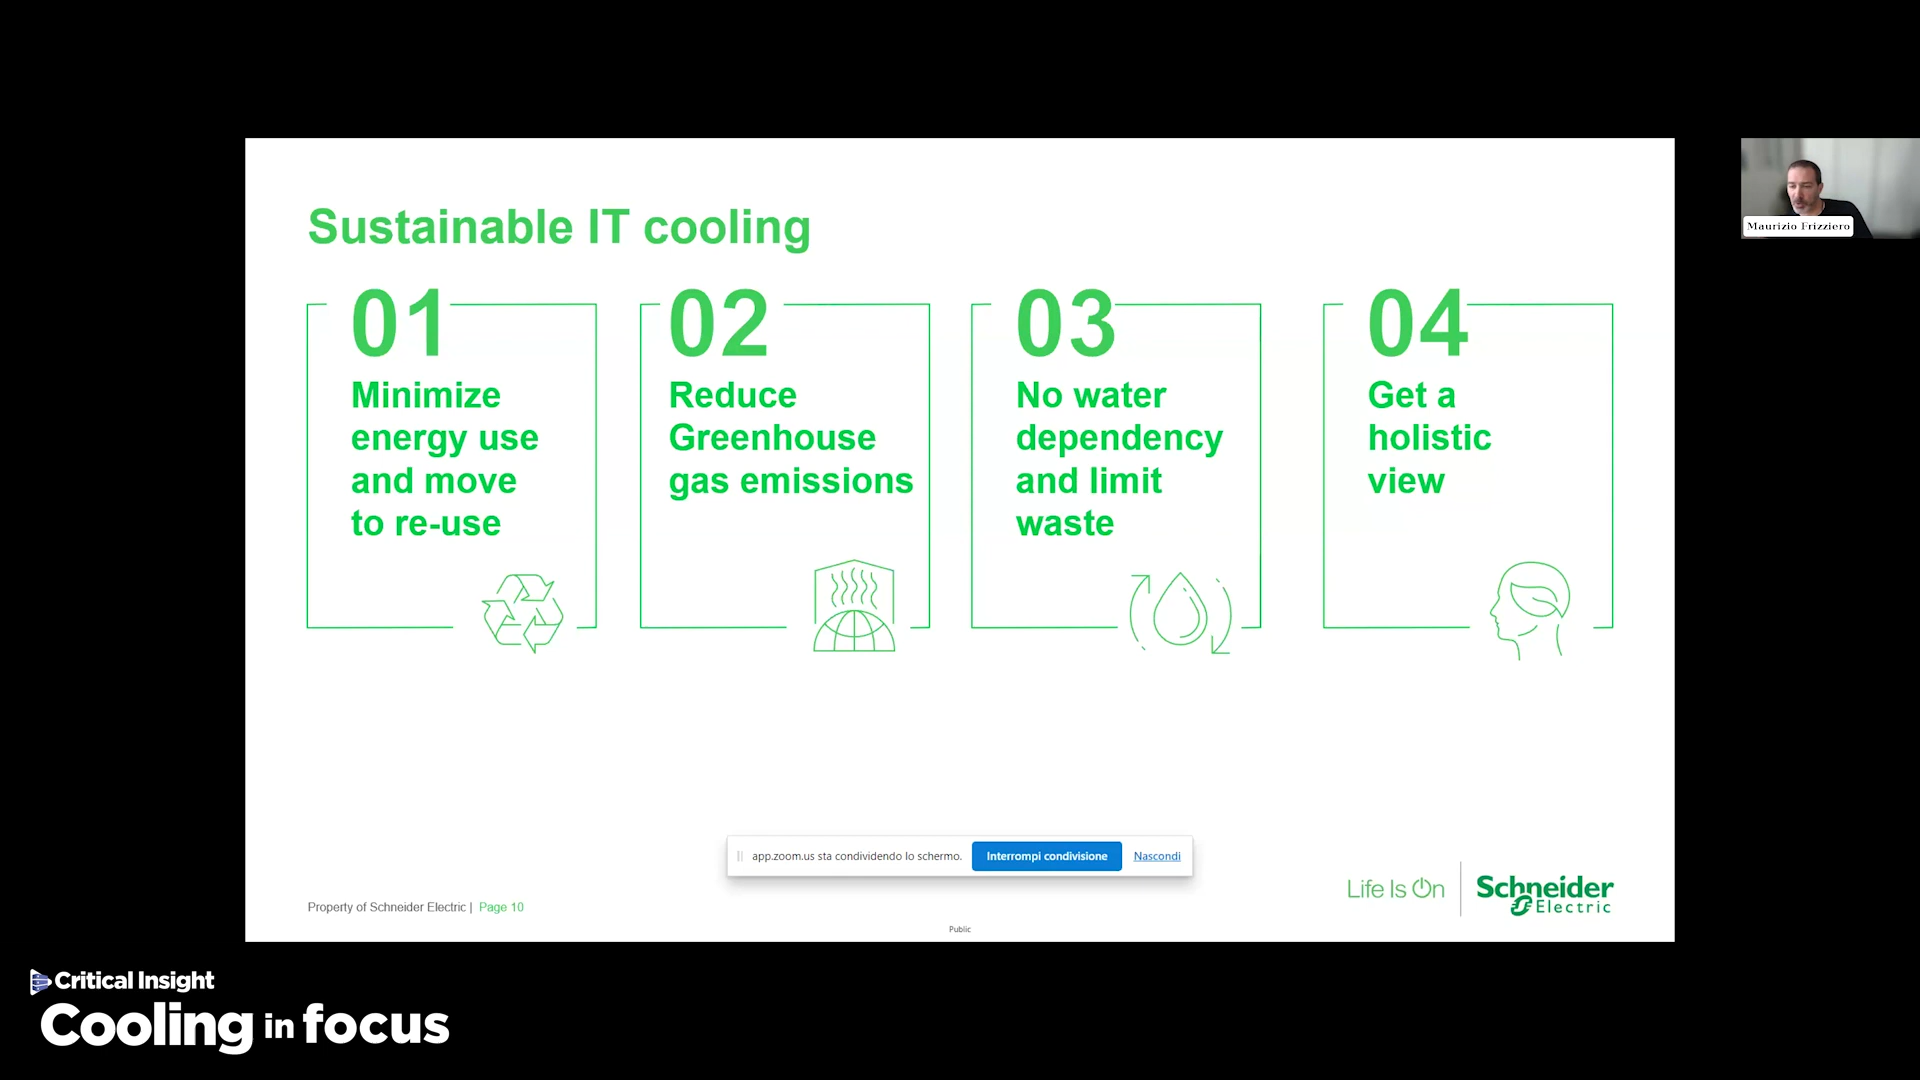 Sustainable IT cooling
01
Minimize
energy use
and move
to re-use
02
Reduce
Greenhouse
gas emissions
03
No water
dependency
and limit
waste
04
Get a
holistic
view
Maurizio Frizziero
app.zoom.us sta condividendo lo schermo. Interrompi condivisione Nascondi
Property of Schneider Electric | Page 10
Life Is On
Schneider
Electric
Public
Critical Insight
Cooling in focus